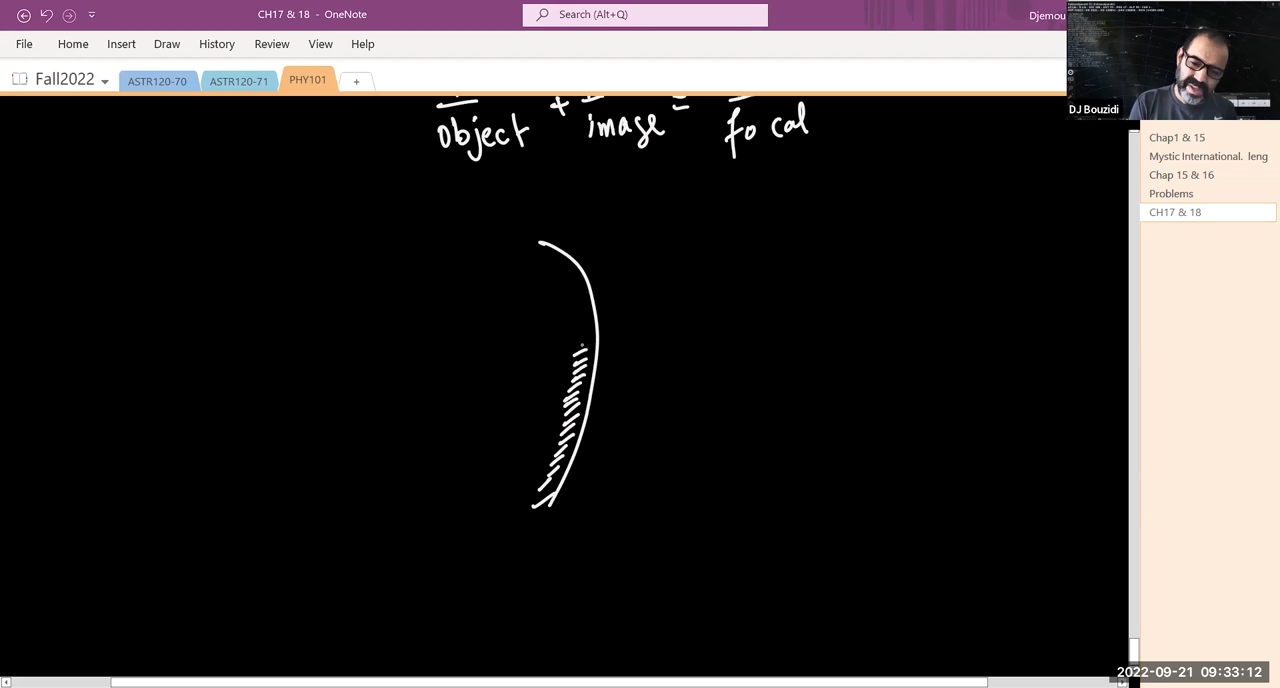 CH17 & 18 - OneNote
Search (Alt+Q)
Djemou
File Home Insert Draw History Review View Help
Fall2022 ASTR120-70 ASTR120-71 PHY101 +
DJ Bouzidi
object + image = focal
Chap1 & 15
Mystic International. leng
Chap 15 & 16
Problems
CH17 & 18
2022-09-21 09:33:12